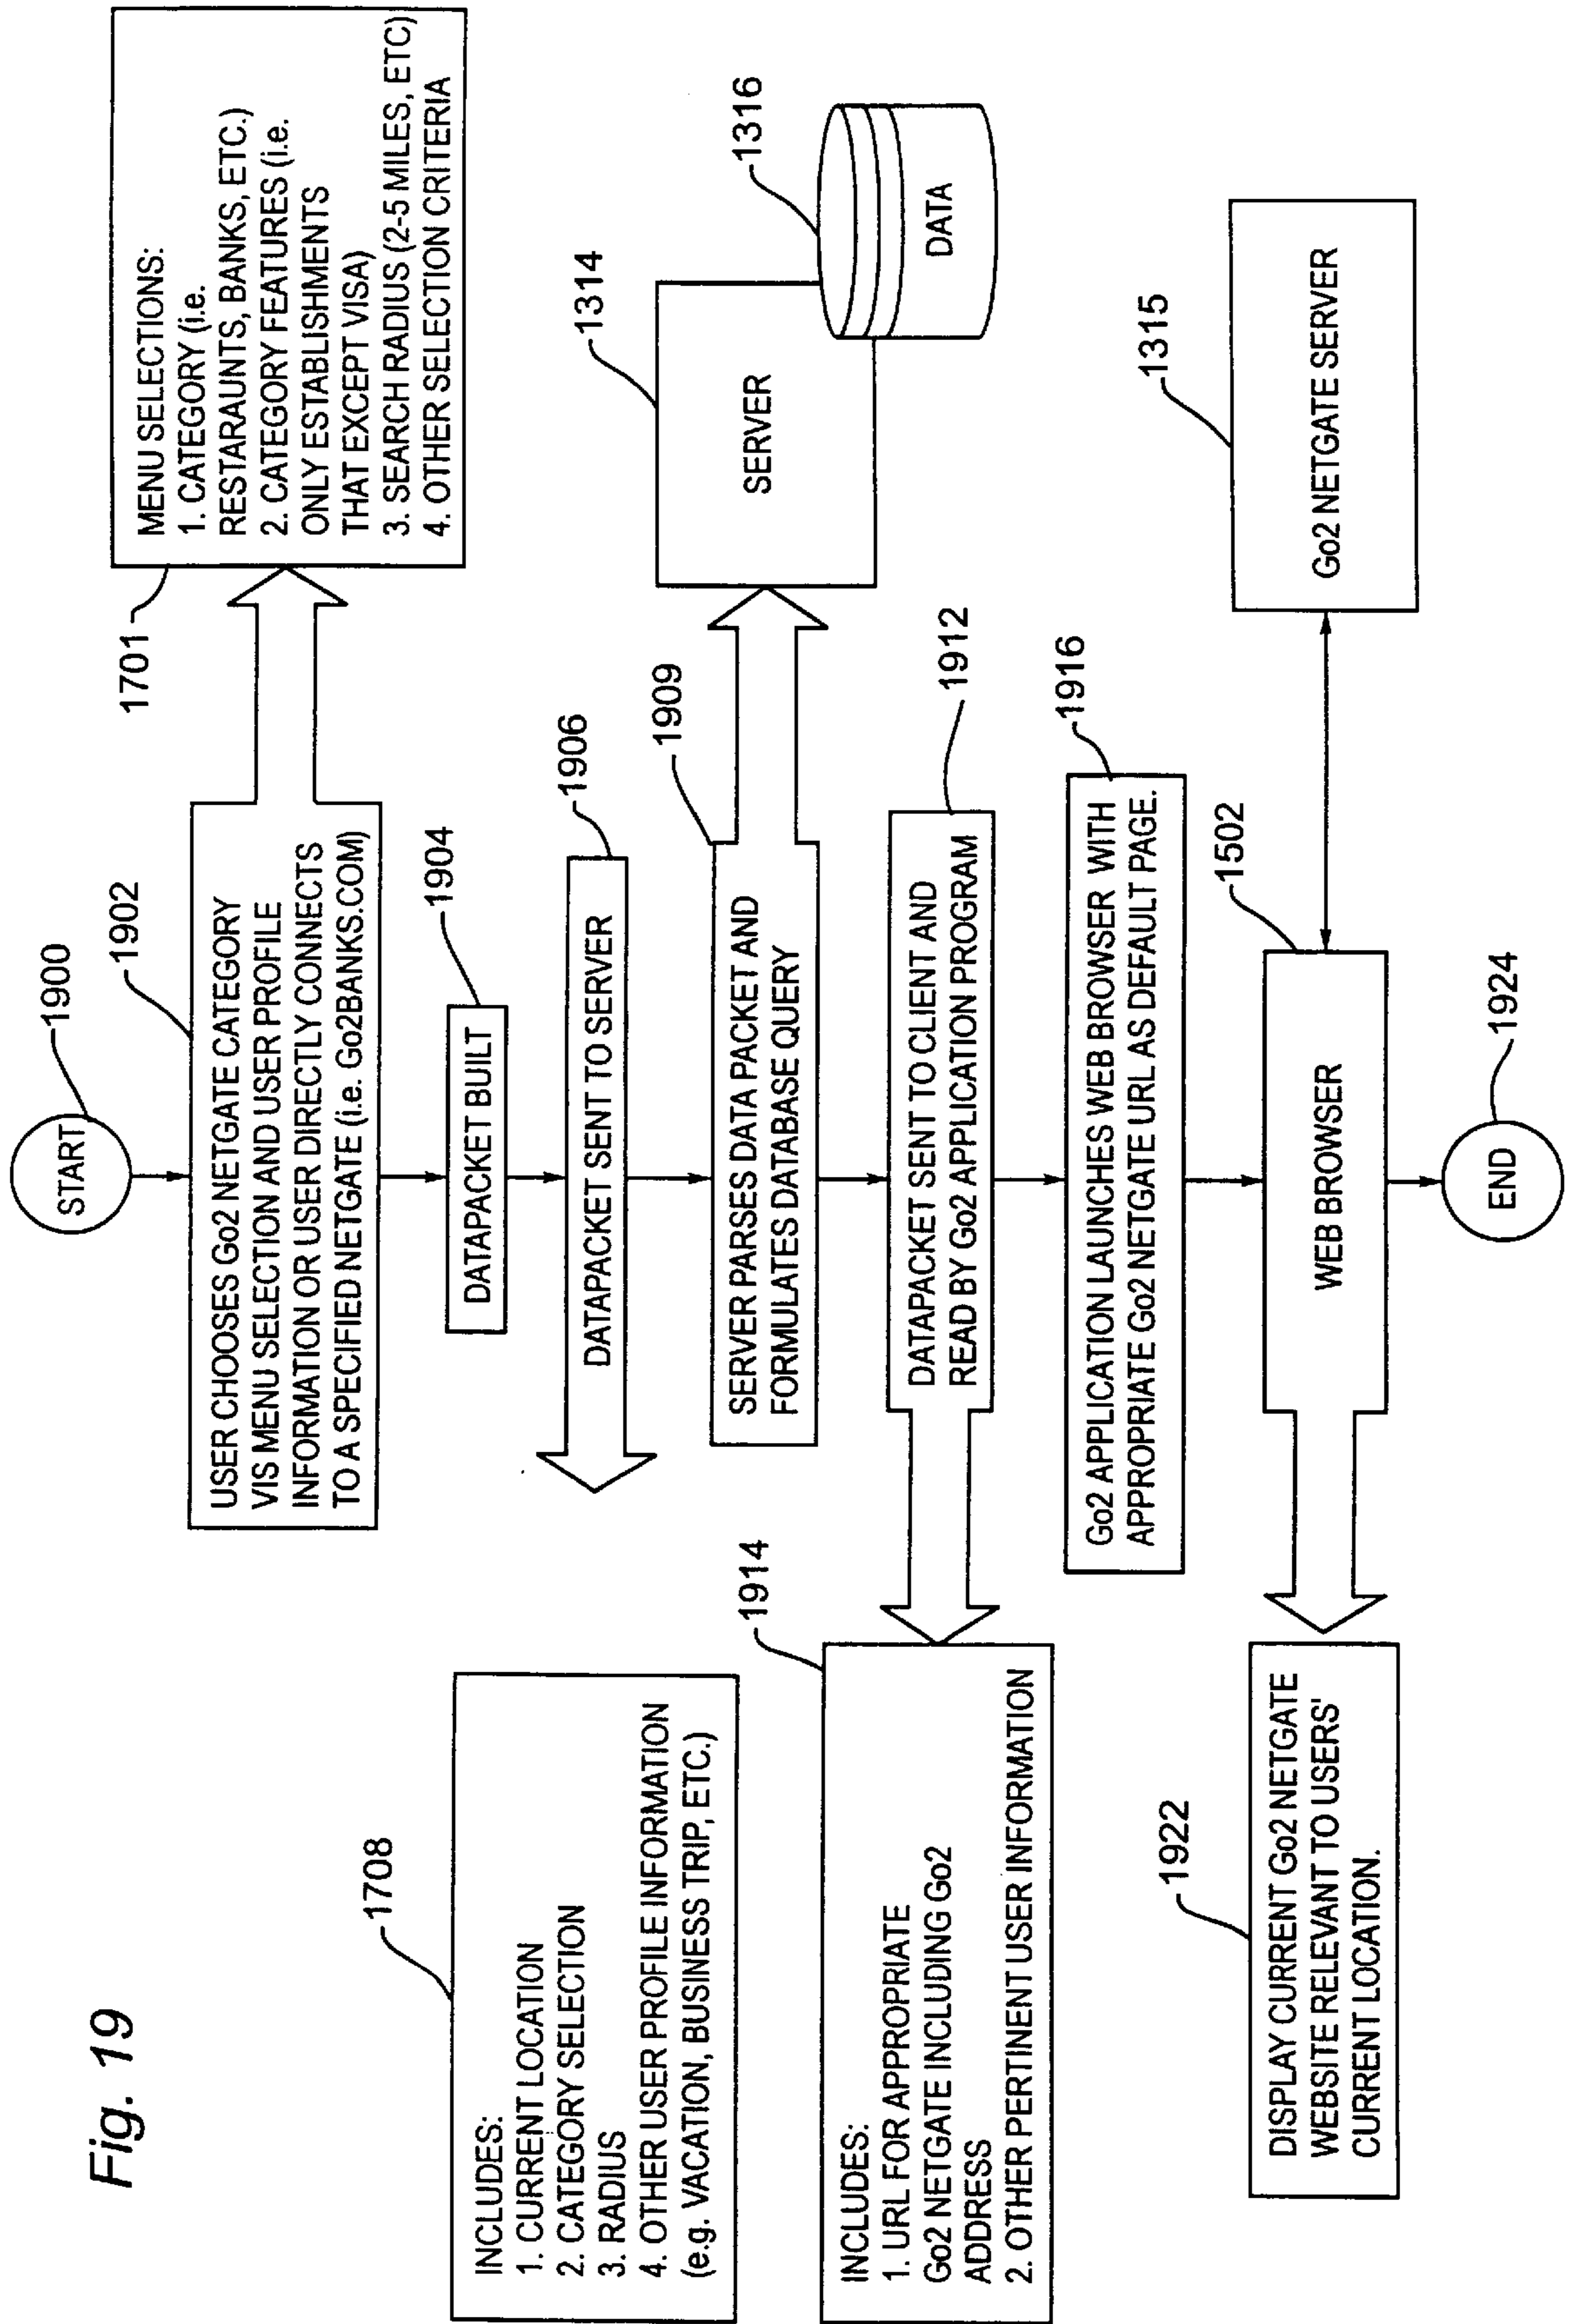 Fig. 19
START
1900
USER CHOOSES Go2 NETGATE CATEGORY
VIS MENU SELECTION AND USER PROFILE
INFORMATION OR USER DIRECTLY CONNECTS
TO A SPECIFIED NETGATE (i.e. Go2BANKS.COM)
1902
MENU SELECTIONS:
1. CATEGORY (i.e.
RESTARAUNTS, BANKS, ETC.)
2. CATEGORY FEATURES (i.e.
ONLY ESTABLISHMENTS
THAT EXCEPT VISA)
3. SEARCH RADIUS (2-5 MILES, ETC)
4. OTHER SELECTION CRITERIA
1701
DATAPACKET BUILT
1904
DATAPACKET SENT TO SERVER
1906
INCLUDES:
1. CURRENT LOCATION
2. CATEGORY SELECTION
3. RADIUS
4. OTHER USER PROFILE INFORMATION
(e.g. VACATION, BUSINESS TRIP, ETC.)
1708
SERVER PARSES DATA PACKET AND
FORMULATES DATABASE QUERY
1909
SERVER
1314
DATA
1316
DATAPACKET SENT TO CLIENT AND
READ BY Go2 APPLICATION PROGRAM
1912
INCLUDES:
1. URL FOR APPROPRIATE
Go2 NETGATE INCLUDING Go2
ADDRESS
2. OTHER PERTINENT USER INFORMATION
1914
Go2 APPLICATION LAUNCHES WEB BROWSER WITH
APPROPRIATE Go2 NETGATE URL AS DEFAULT PAGE.
1916
WEB BROWSER
1502
Go2 NETGATE SERVER
1315
DISPLAY CURRENT Go2 NETGATE
WEBSITE RELEVANT TO USERS'
CURRENT LOCATION.
1922
END
1924